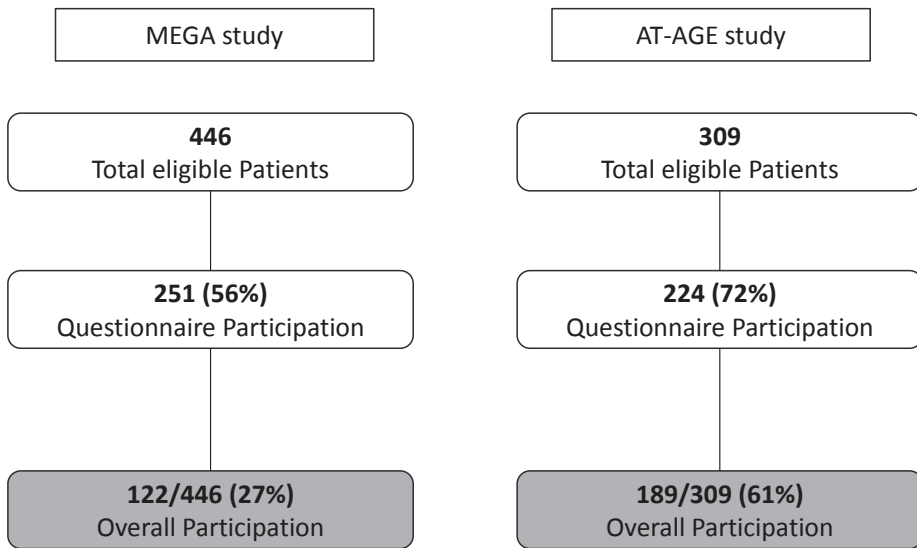 MEGA study
446
Total eligible Patients
251 (56%)
Questionnaire Participation
122/446 (27%)
Overall Participation
AT-AGE study
309
Total eligible Patients
224 (72%)
Questionnaire Participation
189/309 (61%)
Overall Participation